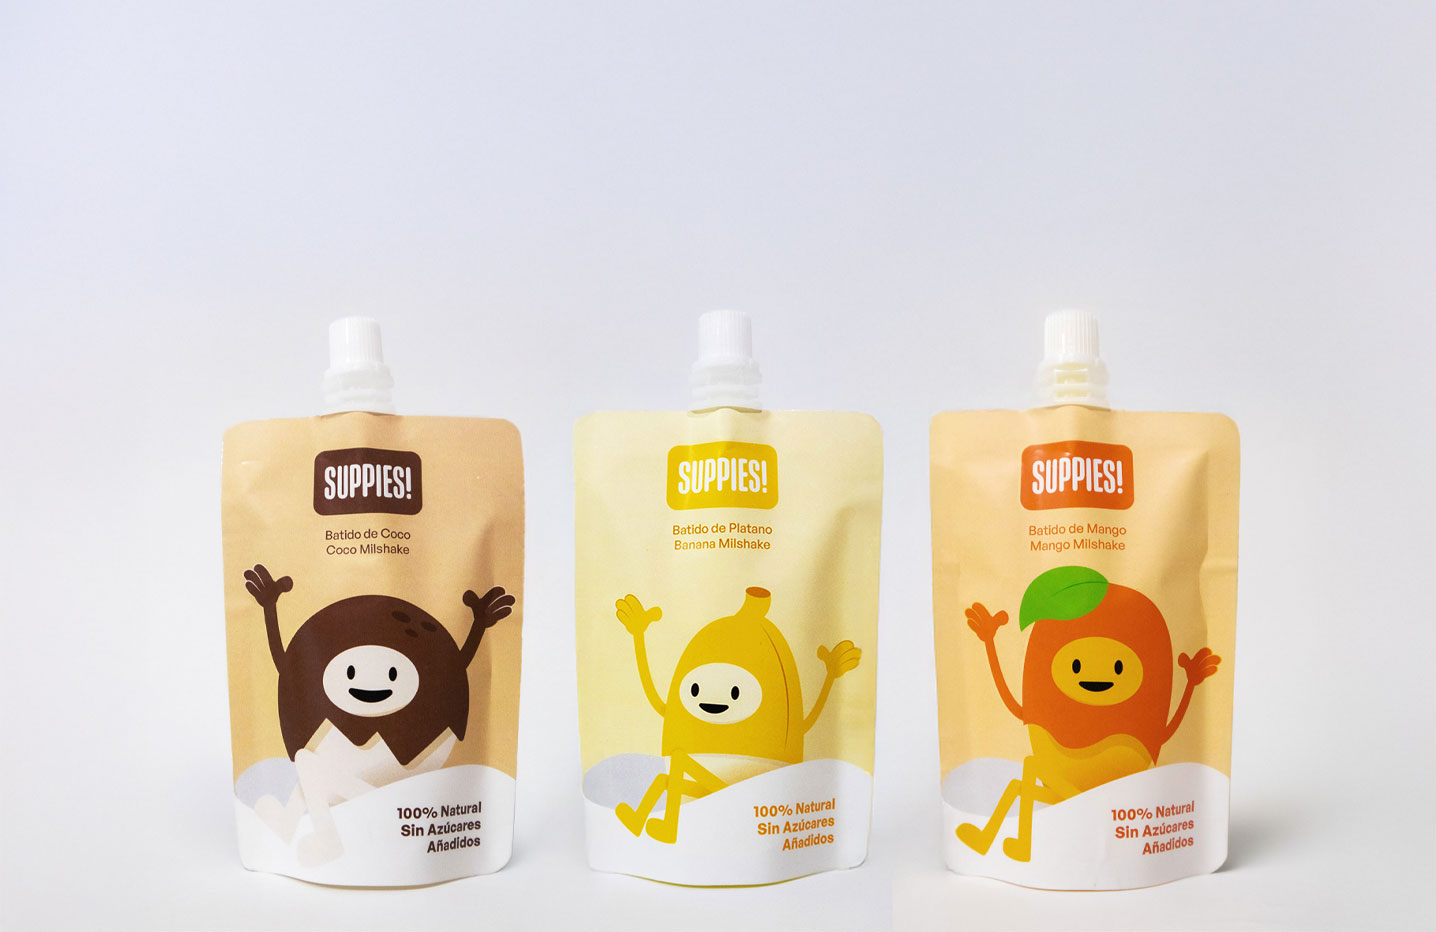 SUPPIES!
Batido de Coco
Coco Milshake
100% Natural
Sin Azúcares
Añadidos
SUPPIES!
Batido de Platano
Banana Milshake
100% Natural
Sin Azúcares
Añadidos
SUPPIES!
Batido de Mango
Mango Milshake
100% Natural
Sin Azúcares
Añadidos